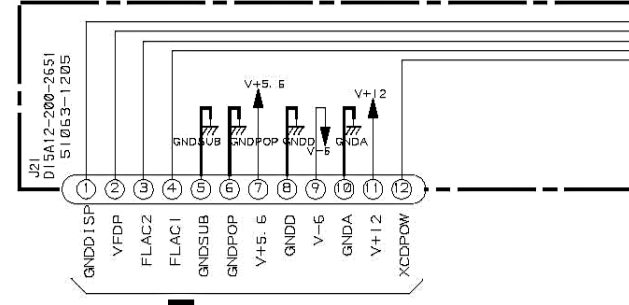 J21
D15A12-200-2651
51063-1205
V+5.6
V+12
GNDSUB
GNDPOP
GNDD
V-6
GNDA
1 2 3 4 5 6 7 8 9 10 11 12
GNDDISP
VFDP
FLAC2
FLAC1
GNDSUB
GNDPOP
V+5.6
GNDD
V-6
GNDA
V+12
XCDPOW